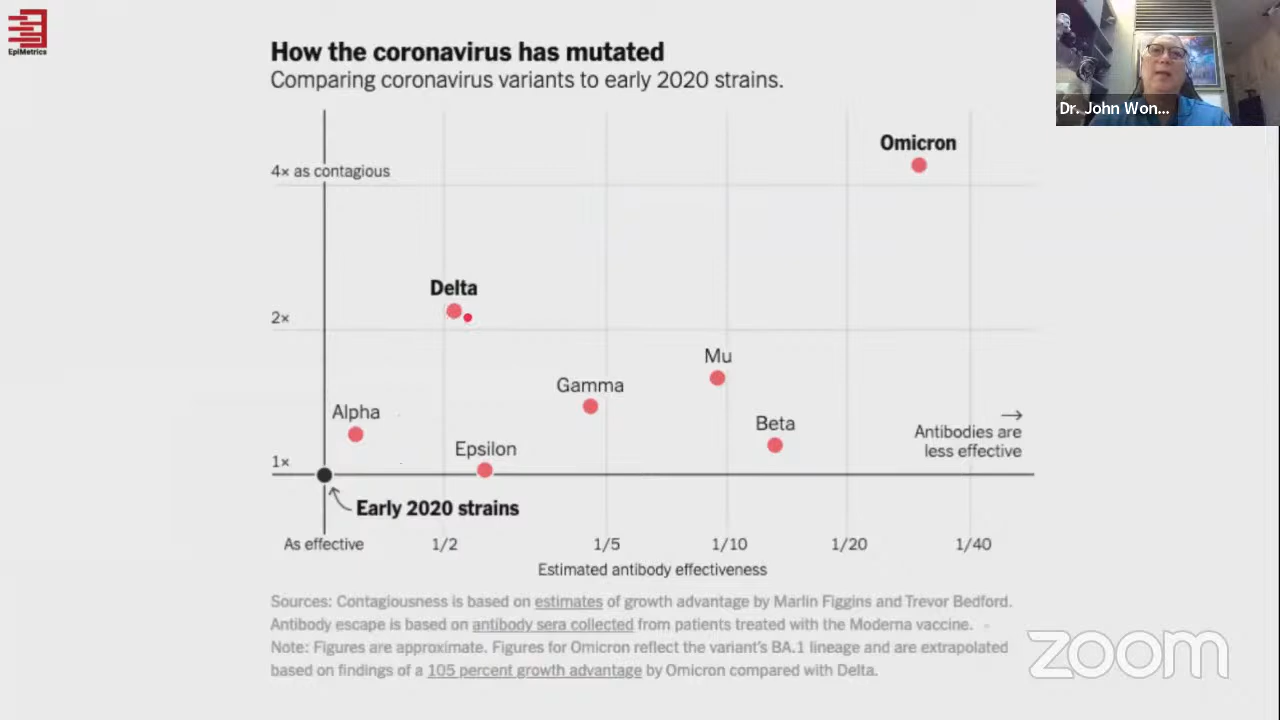 EpiMetrics
How the coronavirus has mutated
Comparing coronavirus variants to early 2020 strains.
Dr. John Won...
Omicron
4× as contagious
Delta
2×
Mu
Gamma
Alpha
Beta
→
Antibodies are
less effective
Epsilon
1×
Early 2020 strains
As effective
1/2
1/5
1/10
1/20
1/40
Estimated antibody effectiveness
Sources: Contagiousness is based on estimates of growth advantage by Marlin Figgins and Trevor Bedford.
Antibody escape is based on antibody sera collected from patients treated with the Moderna vaccine.
Note: Figures are approximate. Figures for Omicron reflect the variant's BA.1 lineage and are extrapolated
based on findings of a 105 percent growth advantage by Omicron compared with Delta.
zoom